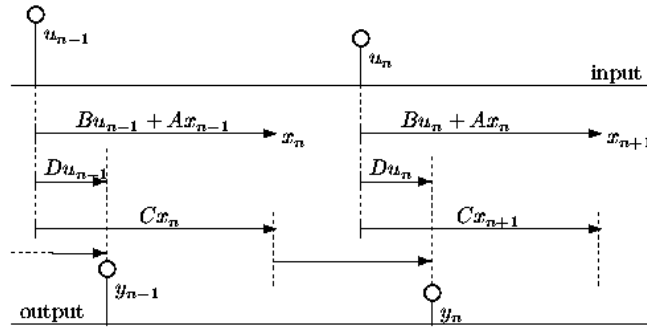 u_{n-1}
u_n
input
Bu_{n-1} + Ax_{n-1}
x_n
Bu_n + Ax_n
x_{n+1}
Du_{n-1}
Du_n
Cx_n
Cx_{n+1}
y_{n-1}
output
y_n